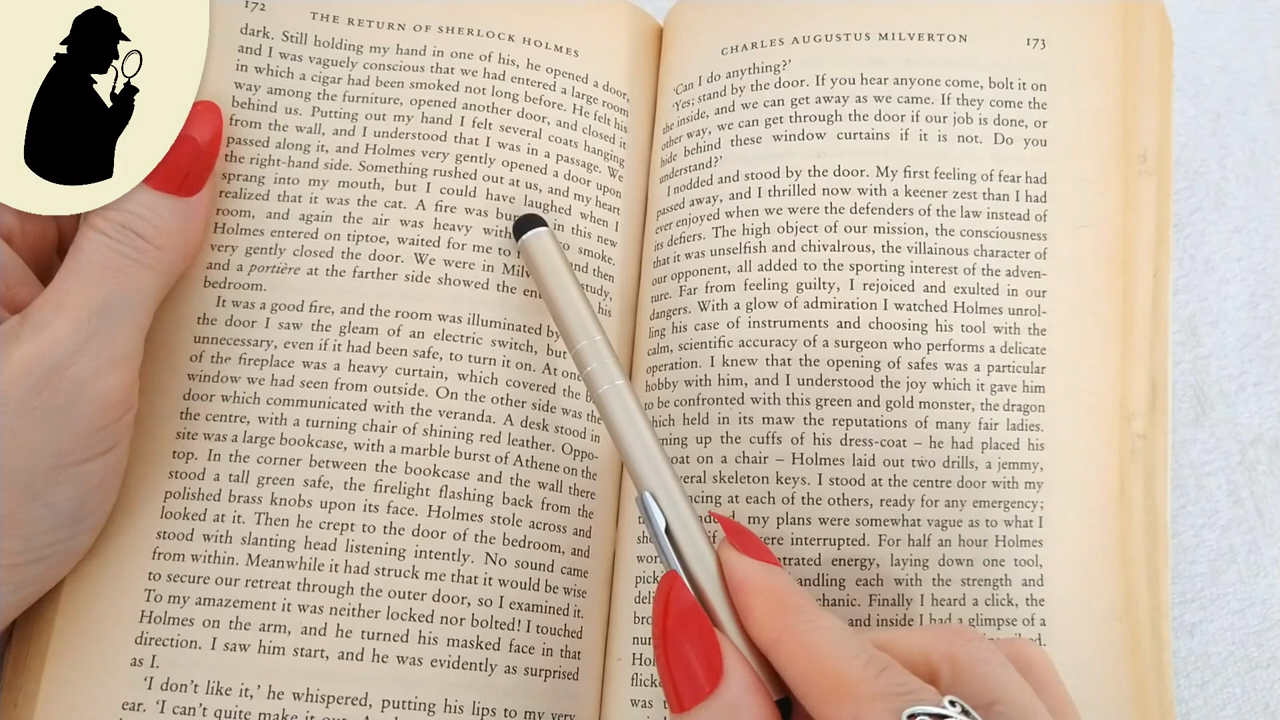 172
THE RETURN OF SHERLOCK HOLMES
dark. Still holding my hand in one of his, he opened a door,
and I was vaguely conscious that we had entered a large room
in which a cigar had been smoked not long before. He felt his
way among the furniture, opened another door, and closed it
behind us. Putting out my hand I felt several coats hanging
from the wall, and I understood that I was in a passage. We
passed along it, and Holmes very gently opened a door upon
the right-hand side. Something rushed out at us, and my heart
sprang into my mouth, but I could have laughed when I
realized that it was the cat. A fire was in this new
room, and again the air was heavy with smoke.
Holmes entered on tiptoe, waited for me to and then
very gently closed the door. We were in study,
and a portière at the farther side showed the his
bedroom.
It was a good fire, and the room was illuminated by
the door I saw the gleam of an electric switch, but
unnecessary, even if it had been safe, to turn it on. At one
of the fireplace was a heavy curtain, which covered the
window we had seen from outside. On the other side was the
door which communicated with the veranda. A desk stood in
the centre, with a turning chair of shining red leather. Oppo-
site was a large bookcase, with a marble burst of Athene on the
top. In the corner between the bookcase and the wall there
stood a tall green safe, the firelight flashing back from the
polished brass knobs upon its face. Holmes stole across and
looked at it. Then he crept to the door of the bedroom, and
stood with slanting head listening intently. No sound came
from within. Meanwhile it had struck me that it would be wise
to secure our retreat through the outer door, so I examined it.
To my amazement it was neither locked nor bolted! I touched
Holmes on the arm, and he turned his masked face in that
direction. I saw him start, and he was evidently as surprised
as I.
'I don't like it,' he whispered, putting his lips to my very
ear. 'I can't quite make it out.
CHARLES AUGUSTUS MILVERTON
173
'Can I do anything?'
'Yes; stand by the door. If you hear anyone come, bolt it on
the inside, and we can get away as we came. If they come the
other way, we can get through the door if our job is done, or
hide behind these window curtains if it is not. Do you
understand?'
I nodded and stood by the door. My first feeling of fear had
passed away, and I thrilled now with a keener zest than I had
ever enjoyed when we were the defenders of the law instead of
its defiers. The high object of our mission, the consciousness
that it was unselfish and chivalrous, the villainous character of
our opponent, all added to the sporting interest of the adven-
ture. Far from feeling guilty, I rejoiced and exulted in our
dangers. With a glow of admiration I watched Holmes unrol-
ling his case of instruments and choosing his tool with the
calm, scientific accuracy of a surgeon who performs a delicate
operation. I knew that the opening of safes was a particular
hobby with him, and I understood the joy which it gave him
to be confronted with this green and gold monster, the dragon
which held in its maw the reputations of many fair ladies.
up the cuffs of his dress-coat – he had placed his
on a chair – Holmes laid out two drills, a jemmy,
skeleton keys. I stood at the centre door with my
at each of the others, ready for any emergency;
my plans were somewhat vague as to what I
if were interrupted. For half an hour Holmes
energy, laying down one tool,
handling each with the strength and
Finally I heard a click, the
and inside I had a glimpse of a
was